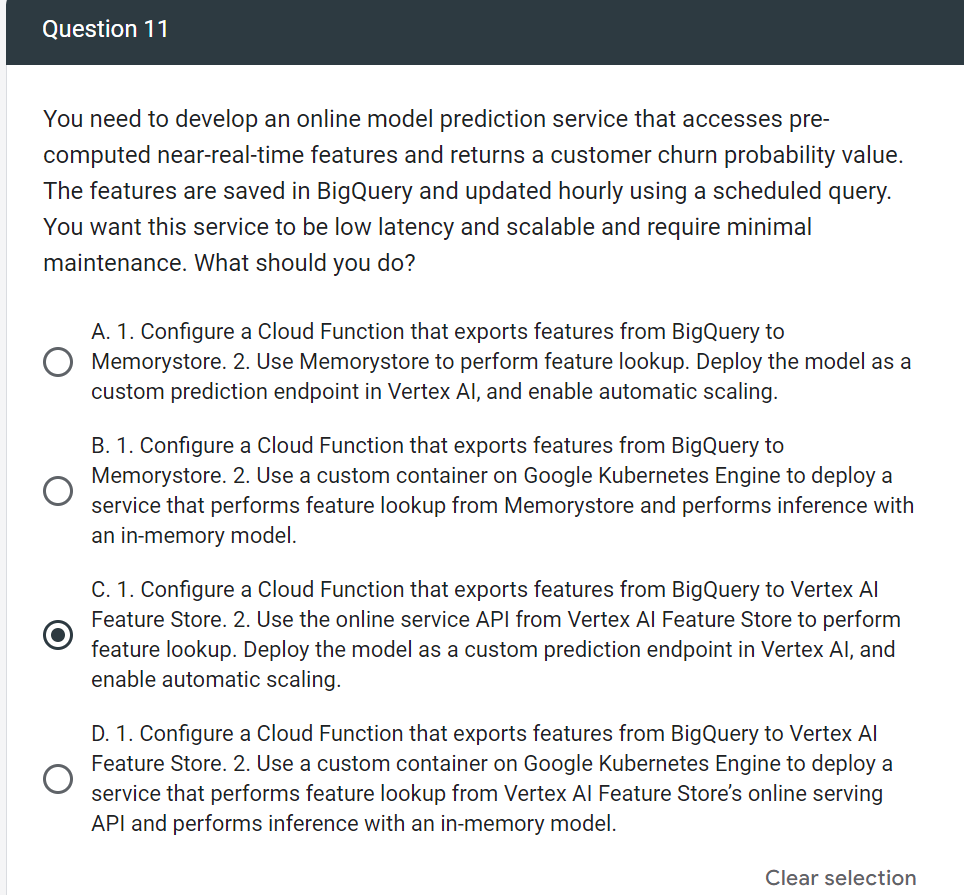 Question 11
You need to develop an online model prediction service that accesses pre-
computed near-real-time features and returns a customer churn probability value.
The features are saved in BigQuery and updated hourly using a scheduled query.
You want this service to be low latency and scalable and require minimal
maintenance. What should you do?
A. 1. Configure a Cloud Function that exports features from BigQuery to
Memorystore. 2. Use Memorystore to perform feature lookup. Deploy the model as a
custom prediction endpoint in Vertex AI, and enable automatic scaling.
B. 1. Configure a Cloud Function that exports features from BigQuery to
Memorystore. 2. Use a custom container on Google Kubernetes Engine to deploy a
service that performs feature lookup from Memorystore and performs inference with
an in-memory model.
C. 1. Configure a Cloud Function that exports features from BigQuery to Vertex AI
Feature Store. 2. Use the online service API from Vertex AI Feature Store to perform
feature lookup. Deploy the model as a custom prediction endpoint in Vertex AI, and
enable automatic scaling.
D. 1. Configure a Cloud Function that exports features from BigQuery to Vertex AI
Feature Store. 2. Use a custom container on Google Kubernetes Engine to deploy a
service that performs feature lookup from Vertex AI Feature Store’s online serving
API and performs inference with an in-memory model.
Clear selection